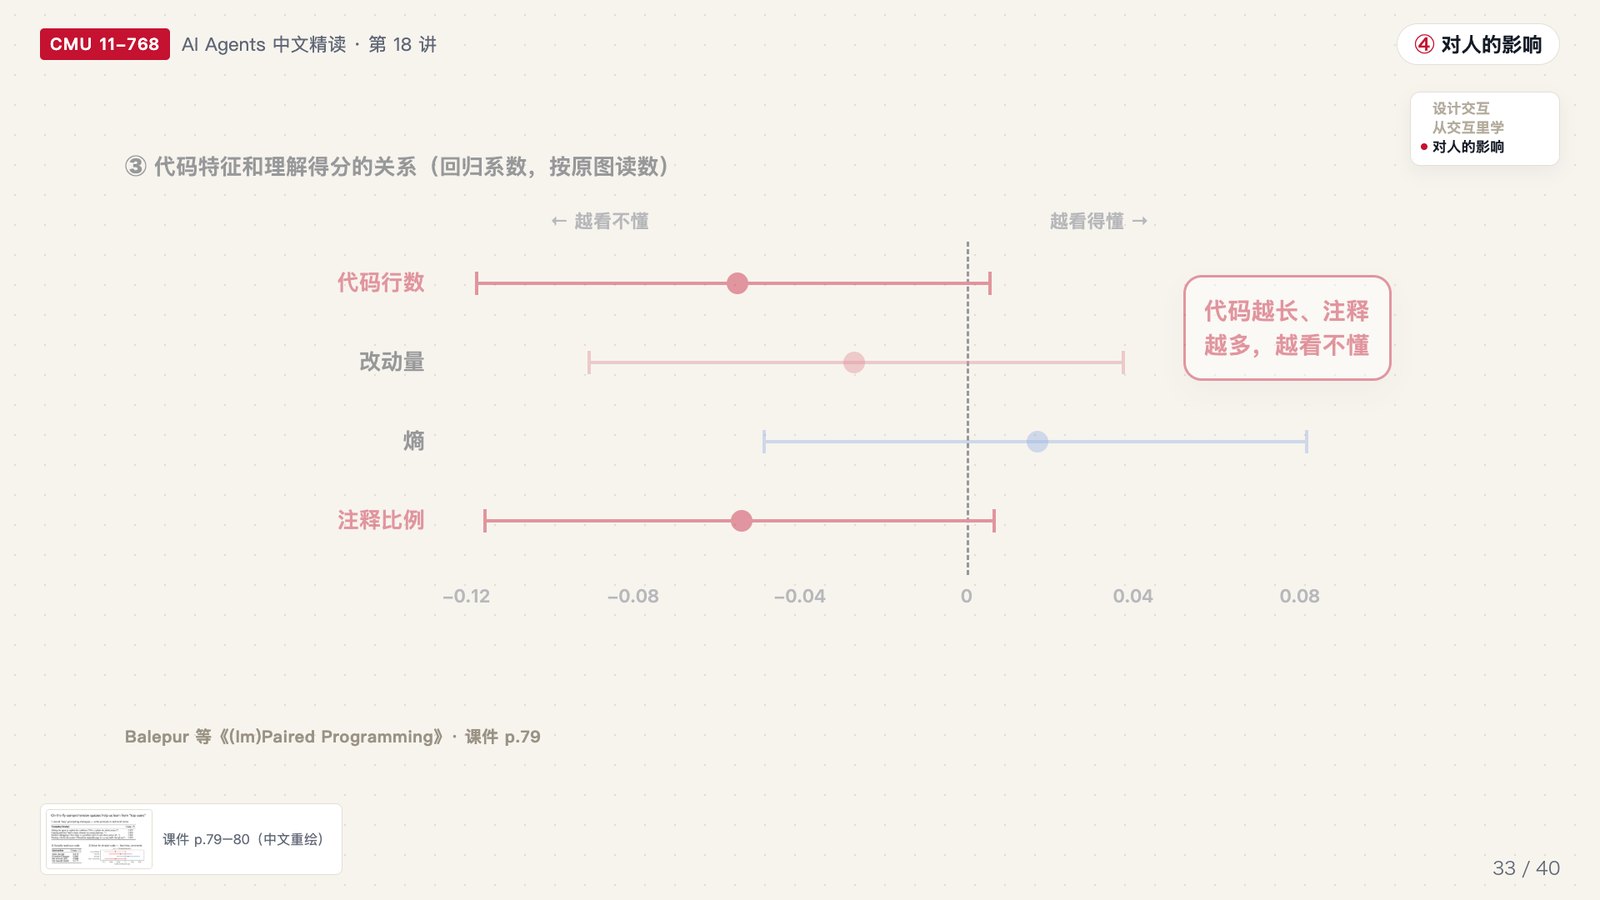 CMU 11-768 AI Agents 中文精读 · 第 18 讲
④ 对人的影响
设计交互
从交互里学
对人的影响
③ 代码特征和理解得分的关系（回归系数，按原图读数）
← 越看不懂
越看得懂 →
代码行数
改动量
熵
注释比例
代码越长、注释
越多，越看不懂
-0.12 -0.08 -0.04 0 0.04 0.08
Balepur 等《(Im)Paired Programming》· 课件 p.79
课件 p.79—80（中文重绘）
33 / 40